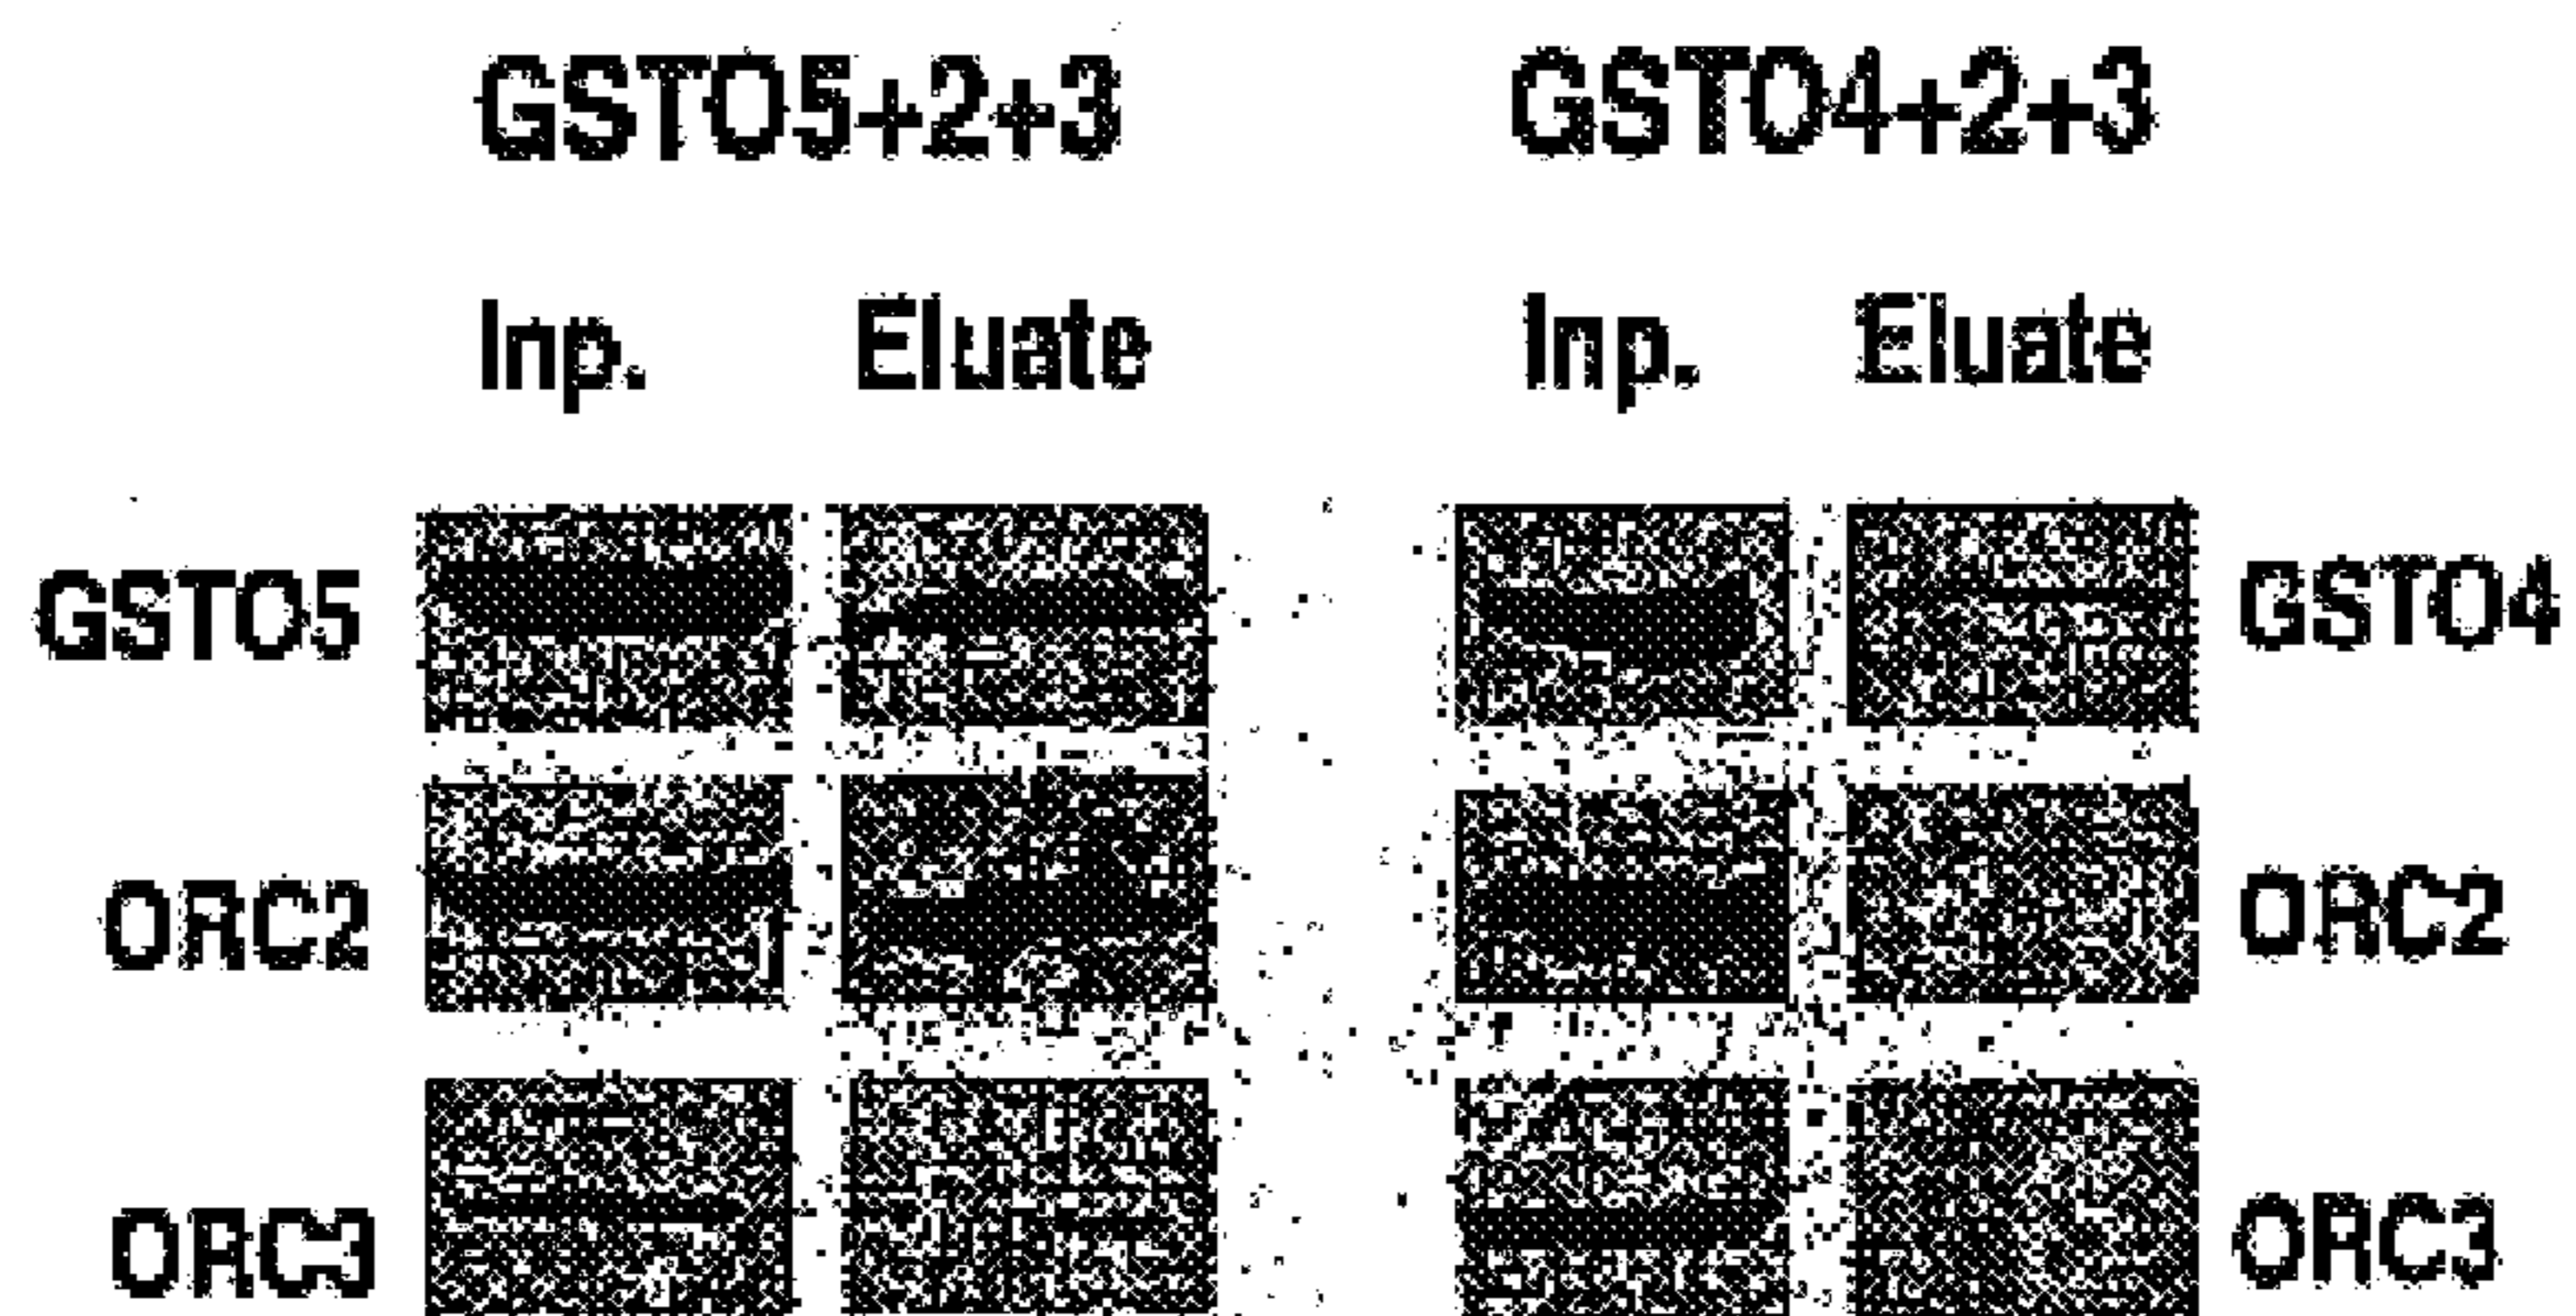 GSTO5+2+3 GSTO4+2+3
Inp. Eluate Inp. Eluate
GSTO5 GSTO4
ORC2 ORC2
ORC3 ORC3